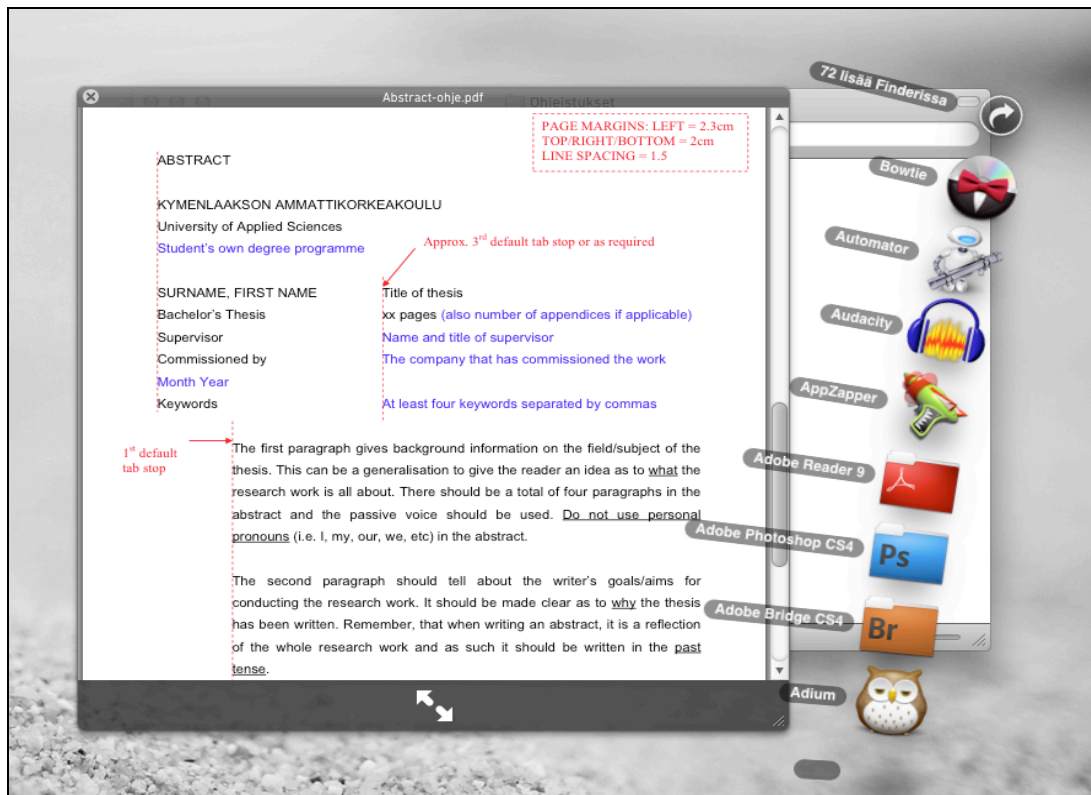 Abstract-ohje.pdf
Ohjeistukset
PAGE MARGINS: LEFT = 2.3cm
TOP/RIGHT/BOTTOM = 2cm
LINE SPACING = 1.5
ABSTRACT
KYMENLAAKSON AMMATTIKORKEAKOULU
University of Applied Sciences
Student's own degree programme
Approx. 3rd default tab stop or as required
SURNAME, FIRST NAME Title of thesis
Bachelor's Thesis xx pages (also number of appendices if applicable)
Supervisor Name and title of supervisor
Commissioned by The company that has commissioned the work
Month Year
Keywords At least four keywords separated by commas
1st default
tab stop
The first paragraph gives background information on the field/subject of the
thesis. This can be a generalisation to give the reader an idea as to what the
research work is all about. There should be a total of four paragraphs in the
abstract and the passive voice should be used. Do not use personal
pronouns (i.e. I, my, our, we, etc) in the abstract.
The second paragraph should tell about the writer's goals/aims for
conducting the research work. It should be made clear as to why the thesis
has been written. Remember, that when writing an abstract, it is a reflection
of the whole research work and as such it should be written in the past
tense.
72 lisää Finderissa
Bowtie
Automator
Audacity
AppZapper
Adobe Reader 9
Adobe Photoshop CS4
Ps
Adobe Bridge CS4
Br
Adium